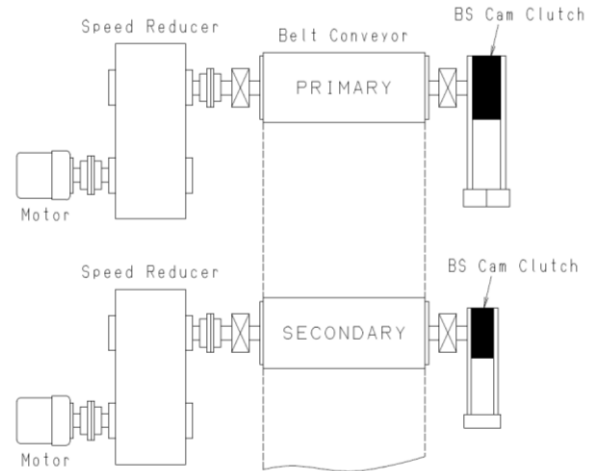 BS Cam Clutch
Speed Reducer
Belt Conveyor
PRIMARY
Motor
BS Cam Clutch
Speed Reducer
SECONDARY
Motor